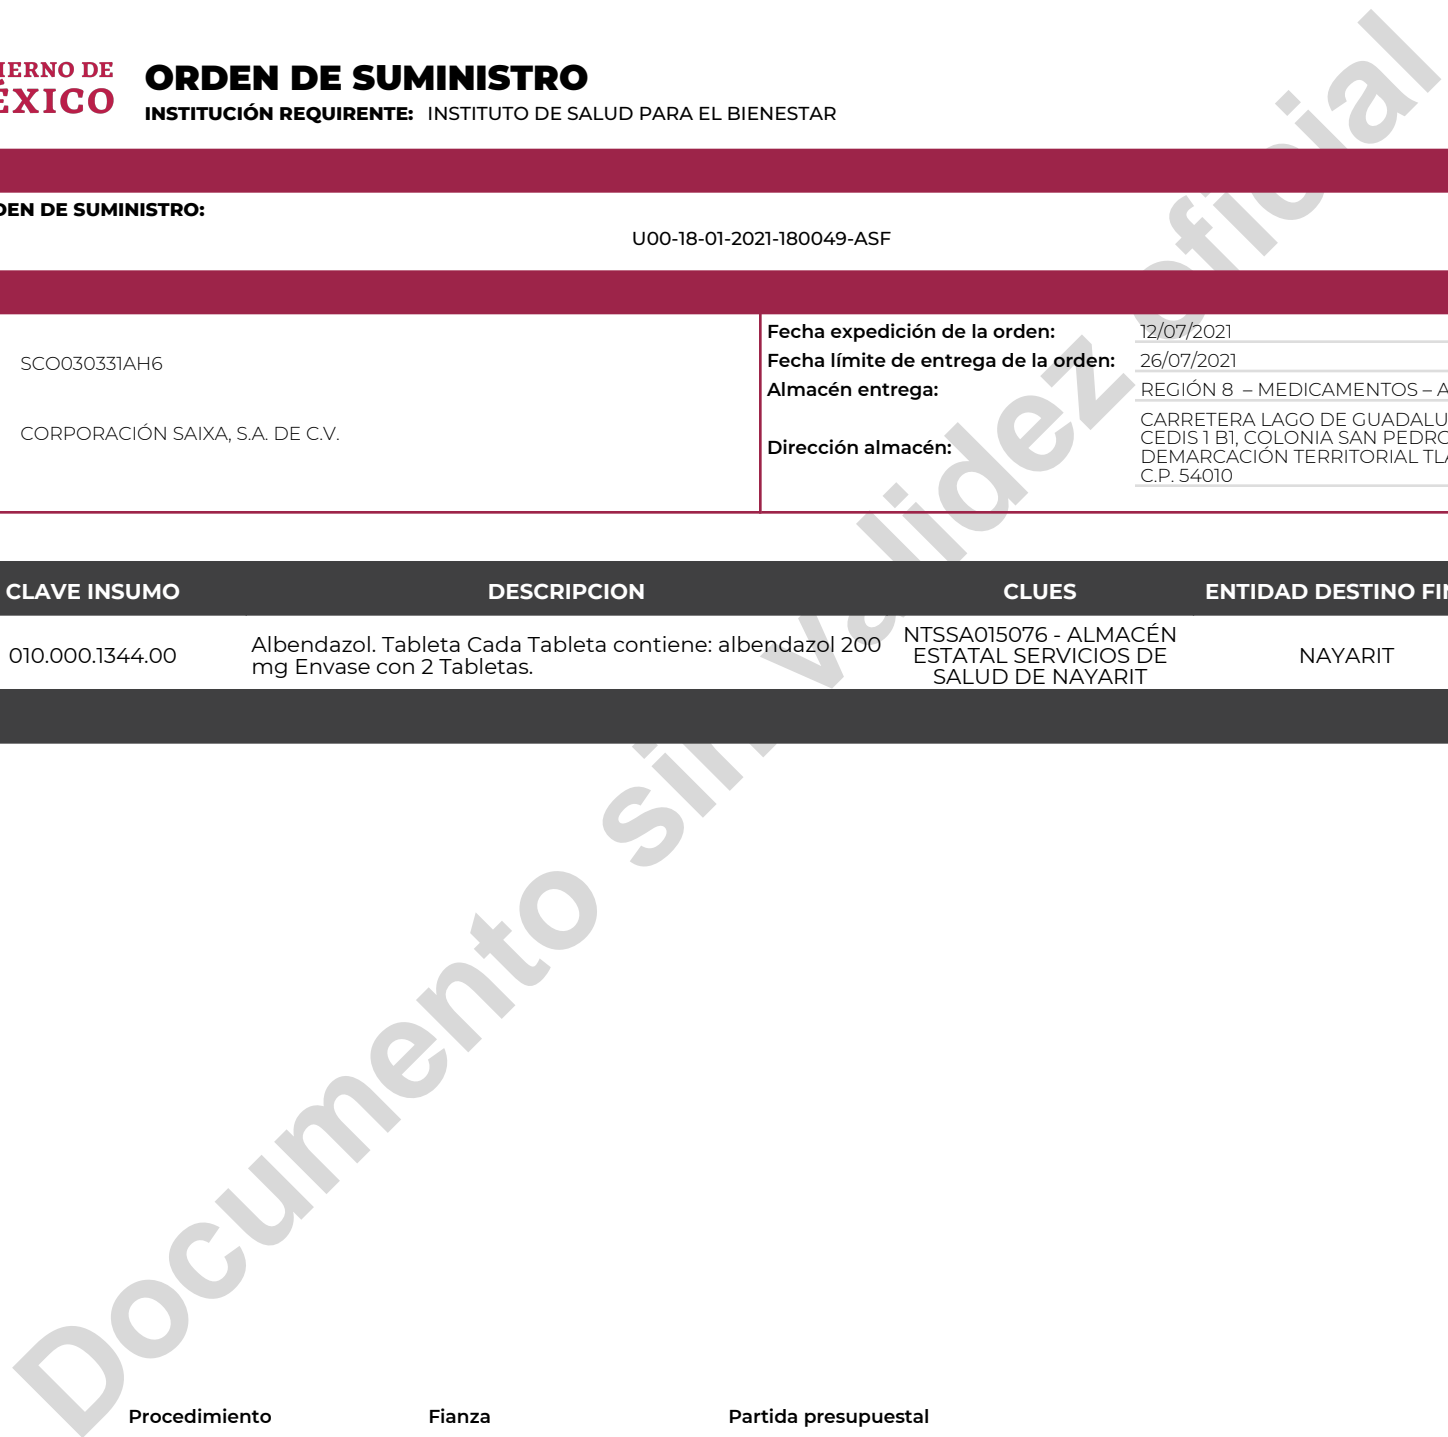 IERNO DE
ÉXICO
ORDEN DE SUMINISTRO
INSTITUCIÓN REQUIRENTE: INSTITUTO DE SALUD PARA EL BIENESTAR
DEN DE SUMINISTRO:
U00-18-01-2021-180049-ASF
SCO030331AH6
CORPORACIÓN SAIXA, S.A. DE C.V.
Fecha expedición de la orden: 12/07/2021
Fecha límite de entrega de la orden: 26/07/2021
Almacén entrega: REGIÓN 8 – MEDICAMENTOS – A
Dirección almacén:
CARRETERA LAGO DE GUADALU
CEDIS 1 B1, COLONIA SAN PEDRO
DEMARCACIÓN TERRITORIAL TLA
C.P. 54010
CLAVE INSUMO DESCRIPCION CLUES ENTIDAD DESTINO FIN
010.000.1344.00
Albendazol. Tableta Cada Tableta contiene: albendazol 200
mg Envase con 2 Tabletas.
NTSSA015076 - ALMACÉN
ESTATAL SERVICIOS DE
SALUD DE NAYARIT
NAYARIT
Documento sin validez oficial
Procedimiento Fianza Partida presupuestal